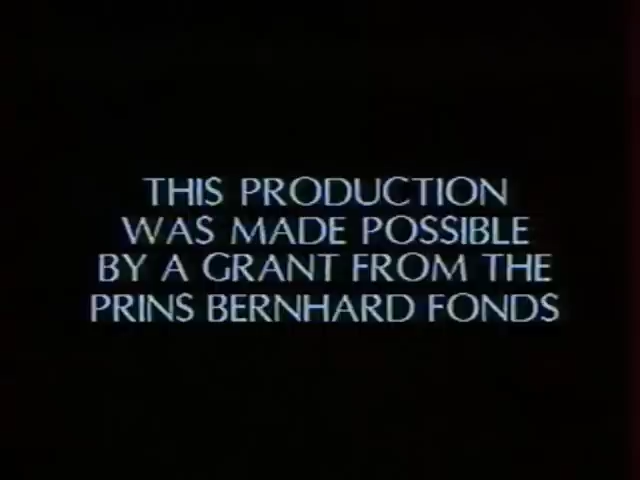 THIS PRODUCTION
WAS MADE POSSIBLE
BY A GRANT FROM THE
PRINS BERNHARD FONDS